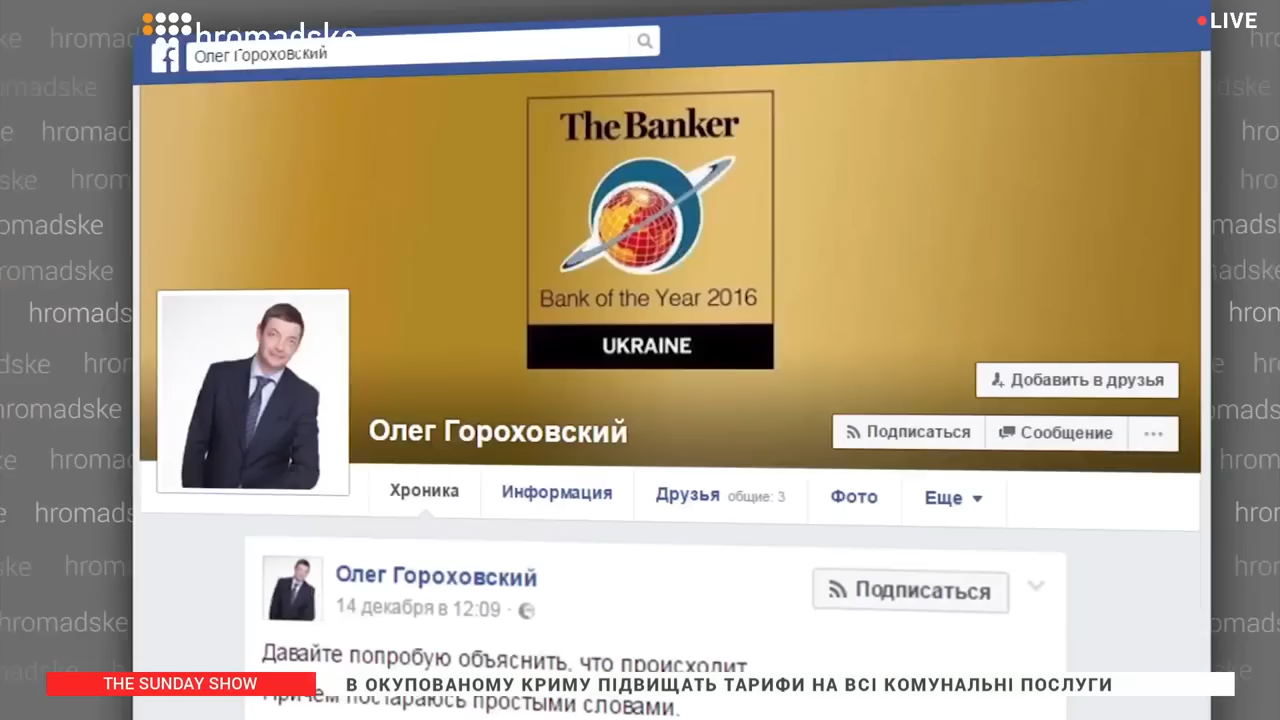 hromadske
LIVE
Олег Гороховский
The Banker
Bank of the Year 2016
UKRAINE
Добавить в друзья
Олег Гороховский
Подписаться
Сообщение
Хроника
Информация
Друзья общие: 3
Фото
Еще
Олег Гороховский
14 декабря в 12:09
Подписаться
Давайте попробую объяснить, что происходит
Причем постараюсь простыми словами.
THE SUNDAY SHOW
В ОКУПОВАНОМУ КРИМУ ПІДВИЩАТЬ ТАРИФИ НА ВСІ КОМУНАЛЬНІ ПОСЛУГИ